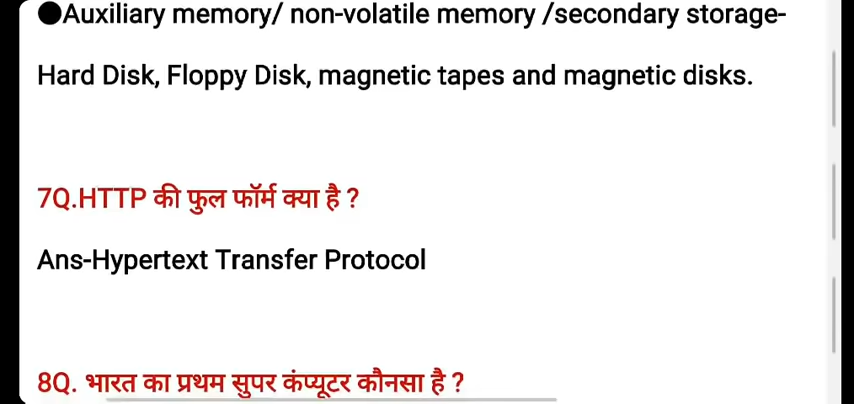 ●Auxiliary memory/ non-volatile memory /secondary storage-
Hard Disk, Floppy Disk, magnetic tapes and magnetic disks.
7Q.HTTP की फुल फॉर्म क्या है ?
Ans-Hypertext Transfer Protocol
8Q. भारत का प्रथम सुपर कंप्यूटर कौनसा है ?